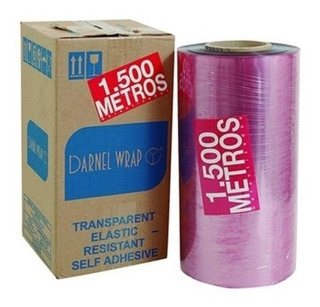 1.500
METROS
DARNEL WRAP
TRANSPARENT
ELASTIC
RESISTANT
SELF ADHESIVE
1.500
METROS